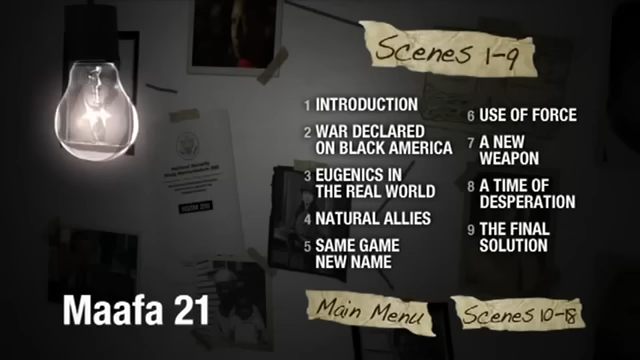 Scenes 1-9
1 INTRODUCTION
2 WAR DECLARED
ON BLACK AMERICA
3 EUGENICS IN
THE REAL WORLD
4 NATURAL ALLIES
5 SAME GAME
NEW NAME
6 USE OF FORCE
7 A NEW
WEAPON
8 A TIME OF
DESPERATION
9 THE FINAL
SOLUTION
Maafa 21
Main Menu
Scenes 10-18